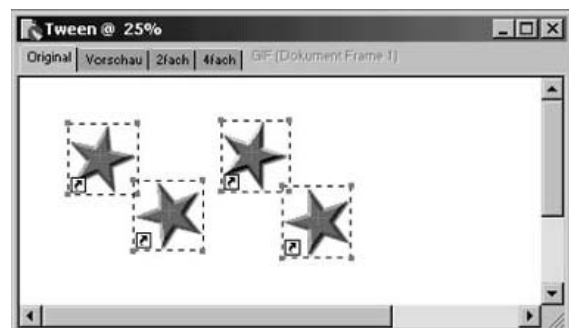 Tween @ 25%
Original Vorschau 2fach 4fach GIF (Dokument Frame 1)